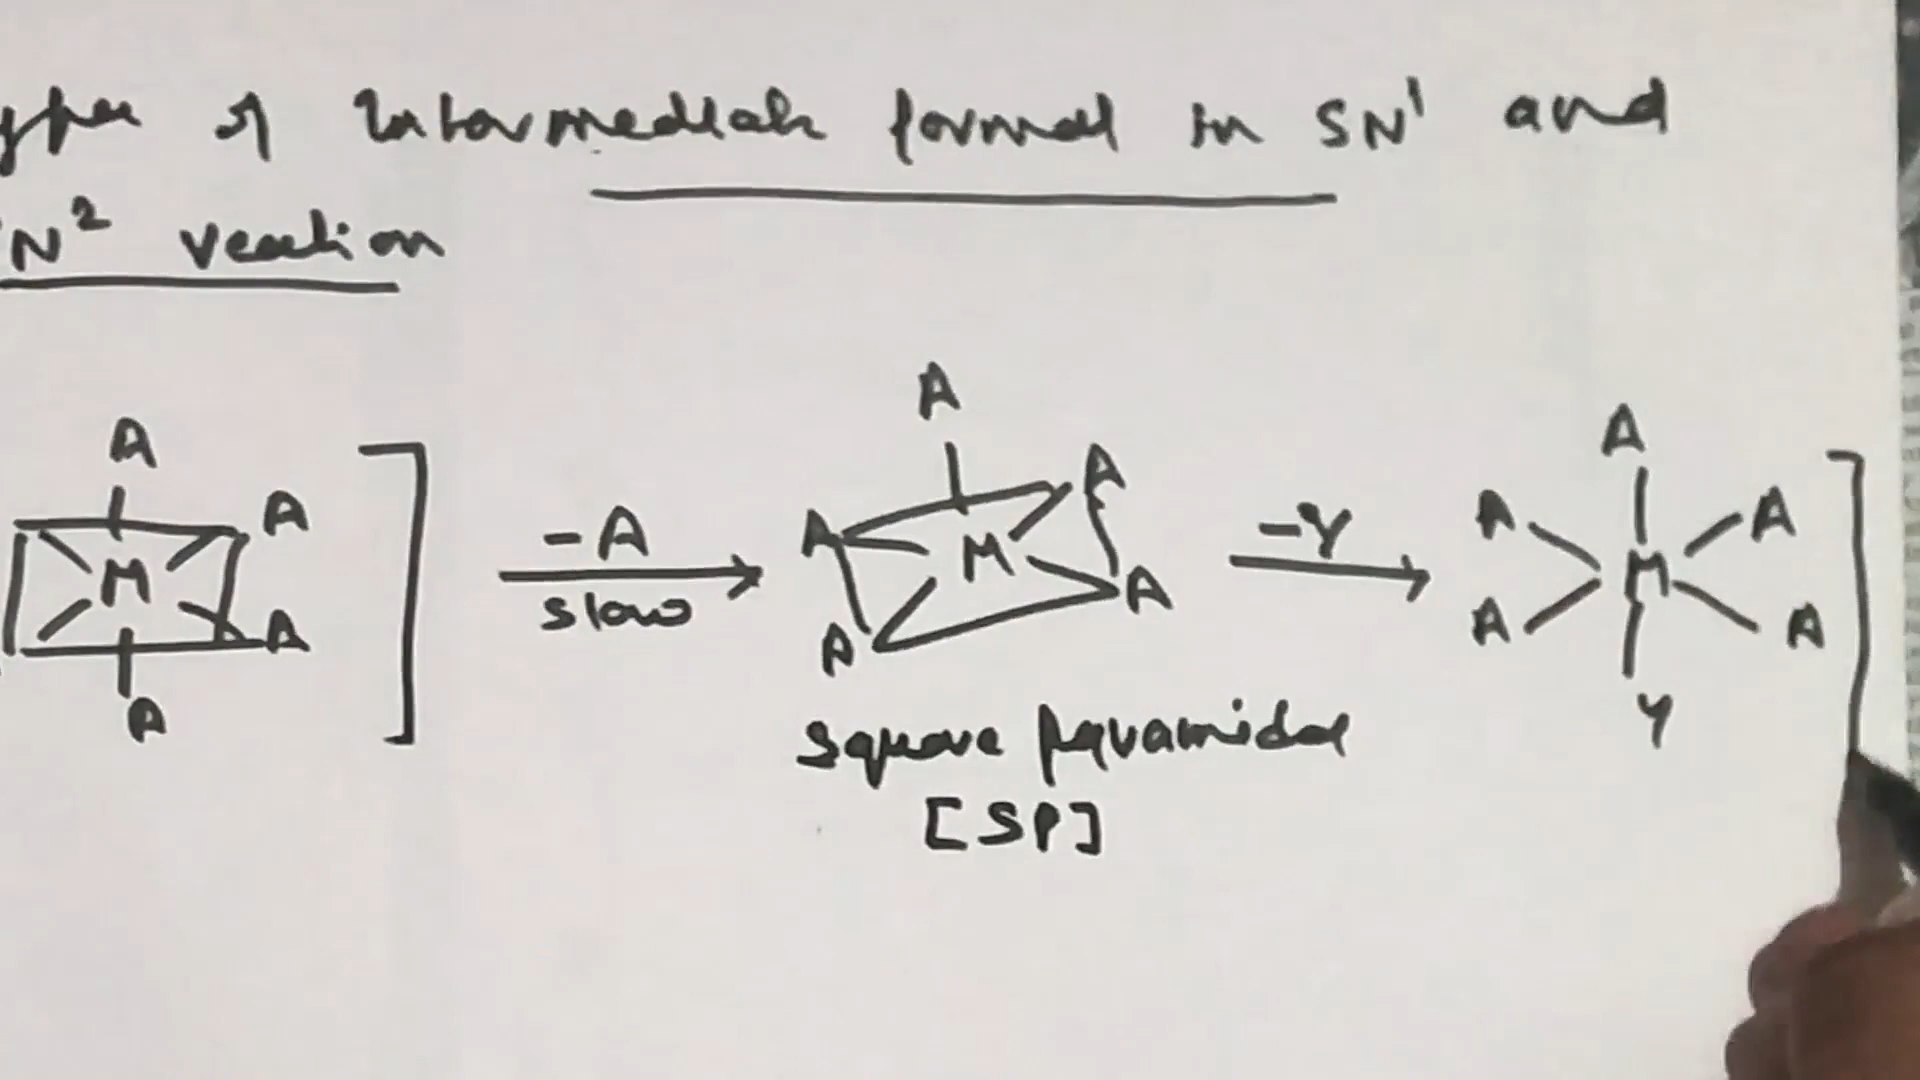 of Intermediate formed in SN¹ and
N² reaction
A
A
A
A
M
A
A
-A
slow
A
A
A
M
A
A
-Y
A
A
A
M
A
A
Y
square pyramidal
[SP]